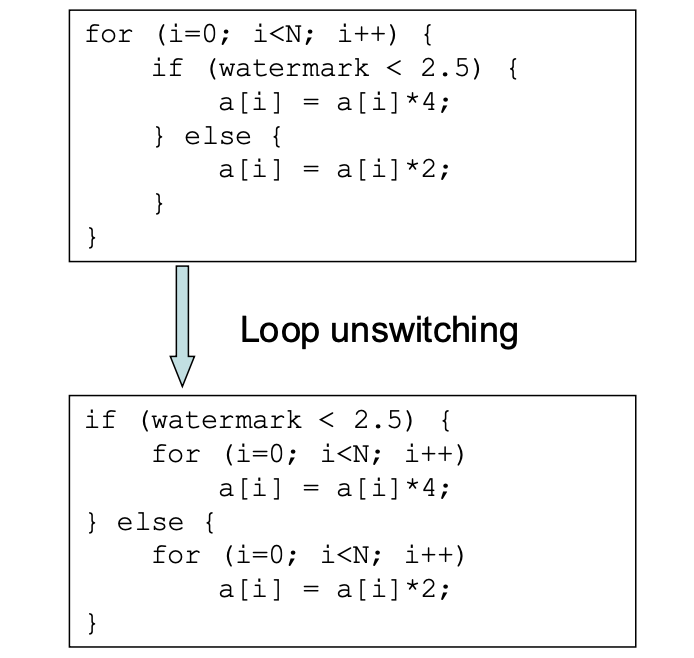 for (i=0; i<N; i++) {
    if (watermark < 2.5) {
        a[i] = a[i]*4;
    } else {
        a[i] = a[i]*2;
    }
}
Loop unswitching
if (watermark < 2.5) {
    for (i=0; i<N; i++)
        a[i] = a[i]*4;
} else {
    for (i=0; i<N; i++)
        a[i] = a[i]*2;
}